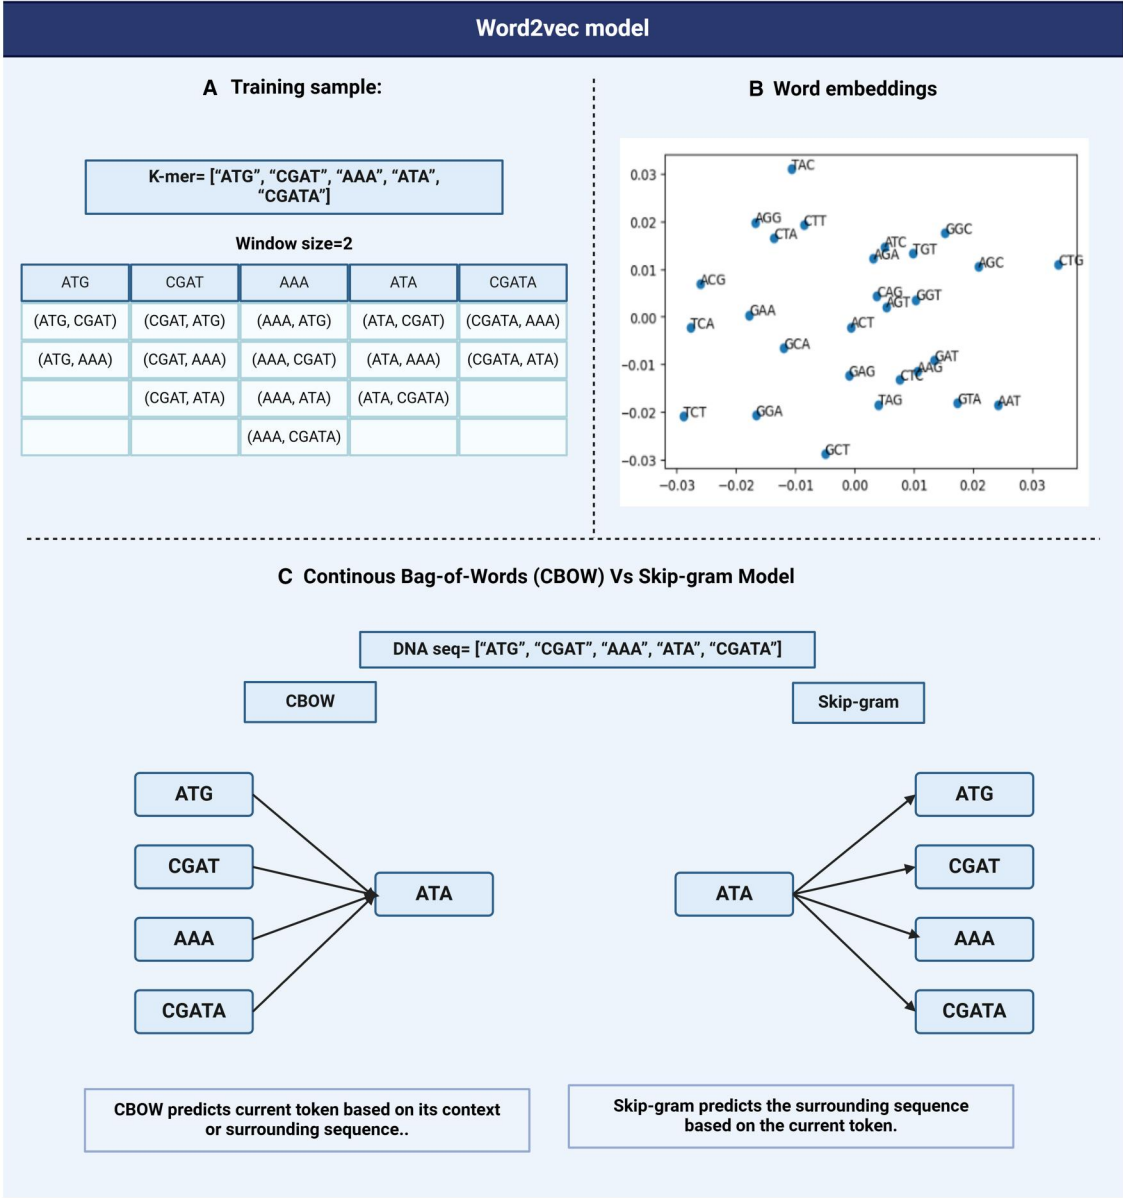 Word2vec model
A Training sample:
K-mer= [“ATG”, “CGAT”, “AAA”, “ATA”,
“CGATA”]
Window size=2
ATG CGAT AAA ATA CGATA
(ATG, CGAT) (CGAT, ATG) (AAA, ATG) (ATA, CGAT) (CGATA, AAA)
(ATG, AAA) (CGAT, AAA) (AAA, CGAT) (ATA, AAA) (CGATA, ATA)
(CGAT, ATA) (AAA, ATA) (ATA, CGATA)
(AAA, CGATA)
B Word embeddings
0.03
0.02
0.01
0.00
−0.01
−0.02
−0.03
TAC
AGG
CTT
CTA
GGC
ATC
TGT
AGA
AGC
CTG
ACG
CAG
GGT
AGT
GAA
TCA
ACT
GCA
GAT
AAG
GAG
CTC
TAG
GTA
AAT
TCT
GGA
GCT
−0.03 −0.02 −0.01 0.00 0.01 0.02 0.03
C Continous Bag-of-Words (CBOW) Vs Skip-gram Model
DNA seq= [“ATG”, “CGAT”, “AAA”, “ATA”, “CGATA”]
CBOW
ATG
CGAT
AAA
CGATA
ATA
CBOW predicts current token based on its context
or surrounding sequence..
Skip-gram
ATA
ATG
CGAT
AAA
CGATA
Skip-gram predicts the surrounding sequence
based on the current token.